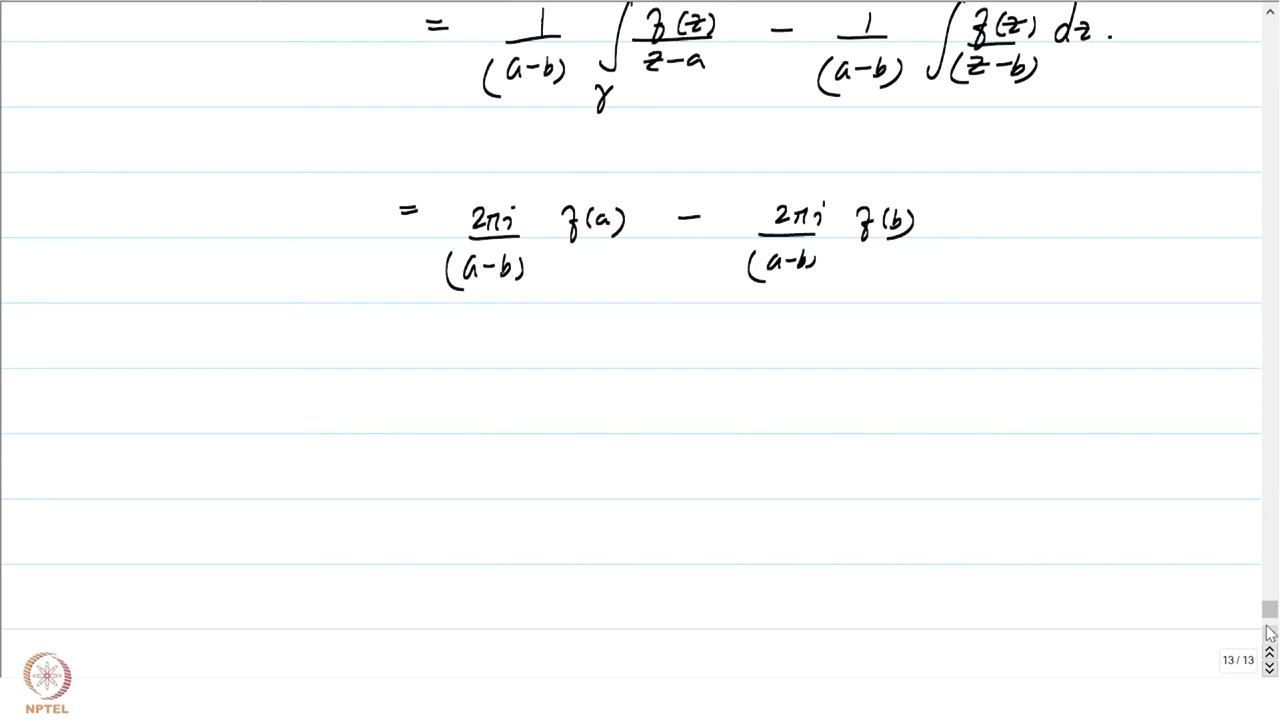 = 1/(a-b) ∫_γ f(z)/z-a - 1/(a-b) ∫ f(z)/(z-b) dz.
= 2πi/(a-b) f(a) - 2πi/(a-b) f(b)
13 / 13
NPTEL